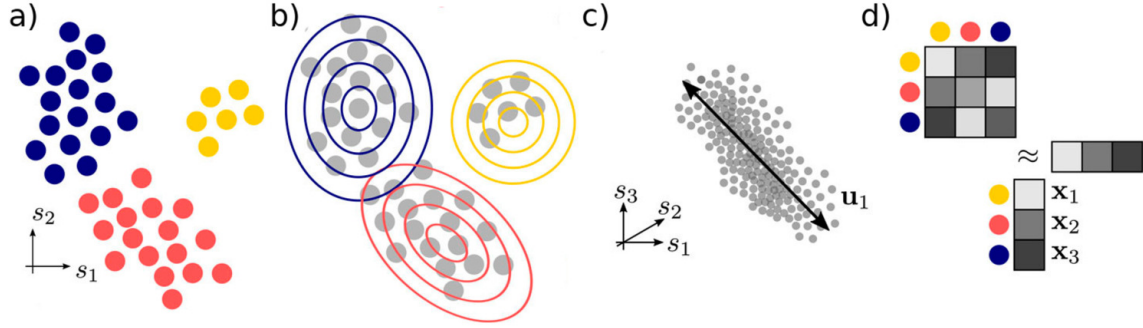 a)
b)
c)
d)
s₂
s₁
s₃
s₂
s₁
u₁
≈
x₁
x₂
x₃